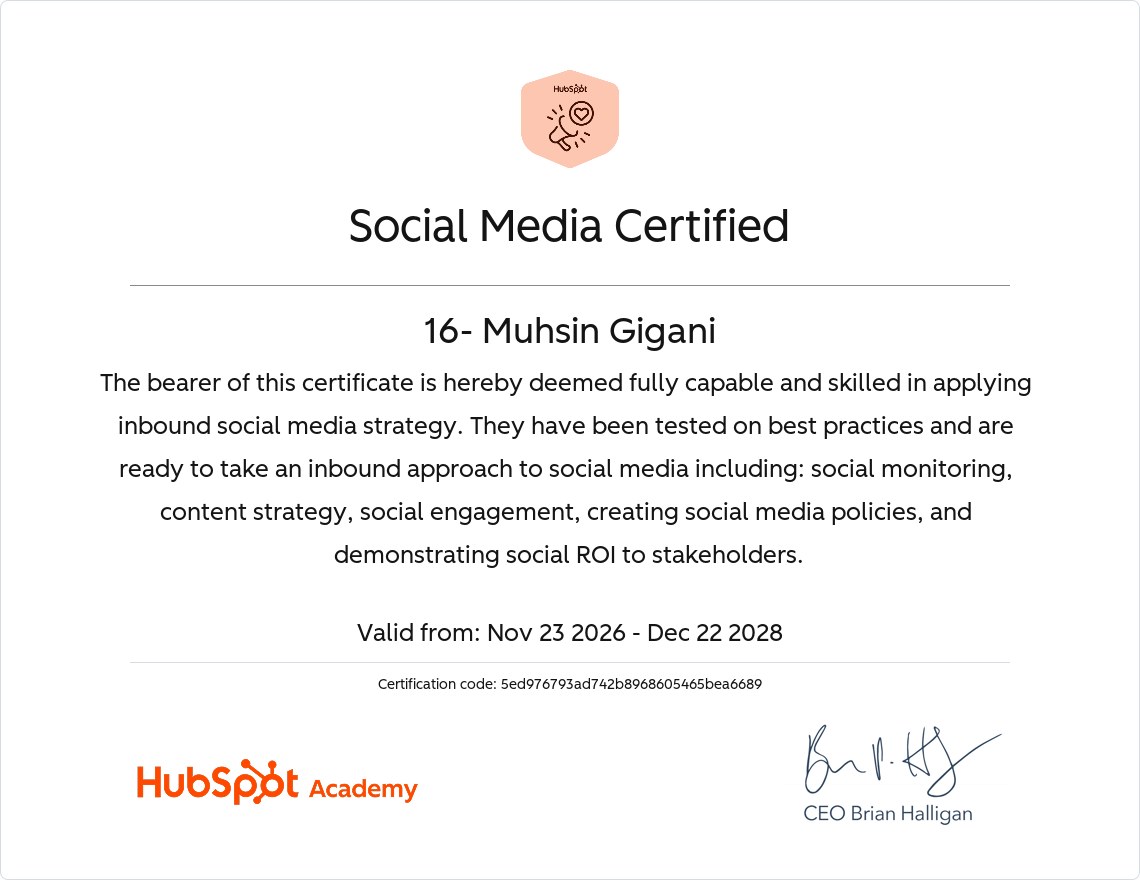 HubSpot
Social Media Certified
16- Muhsin Gigani
The bearer of this certificate is hereby deemed fully capable and skilled in applying
inbound social media strategy. They have been tested on best practices and are
ready to take an inbound approach to social media including: social monitoring,
content strategy, social engagement, creating social media policies, and
demonstrating social ROI to stakeholders.
Valid from: Nov 23 2026 - Dec 22 2028
Certification code: 5ed976793ad742b8968605465bea6689
HubSpot Academy
CEO Brian Halligan